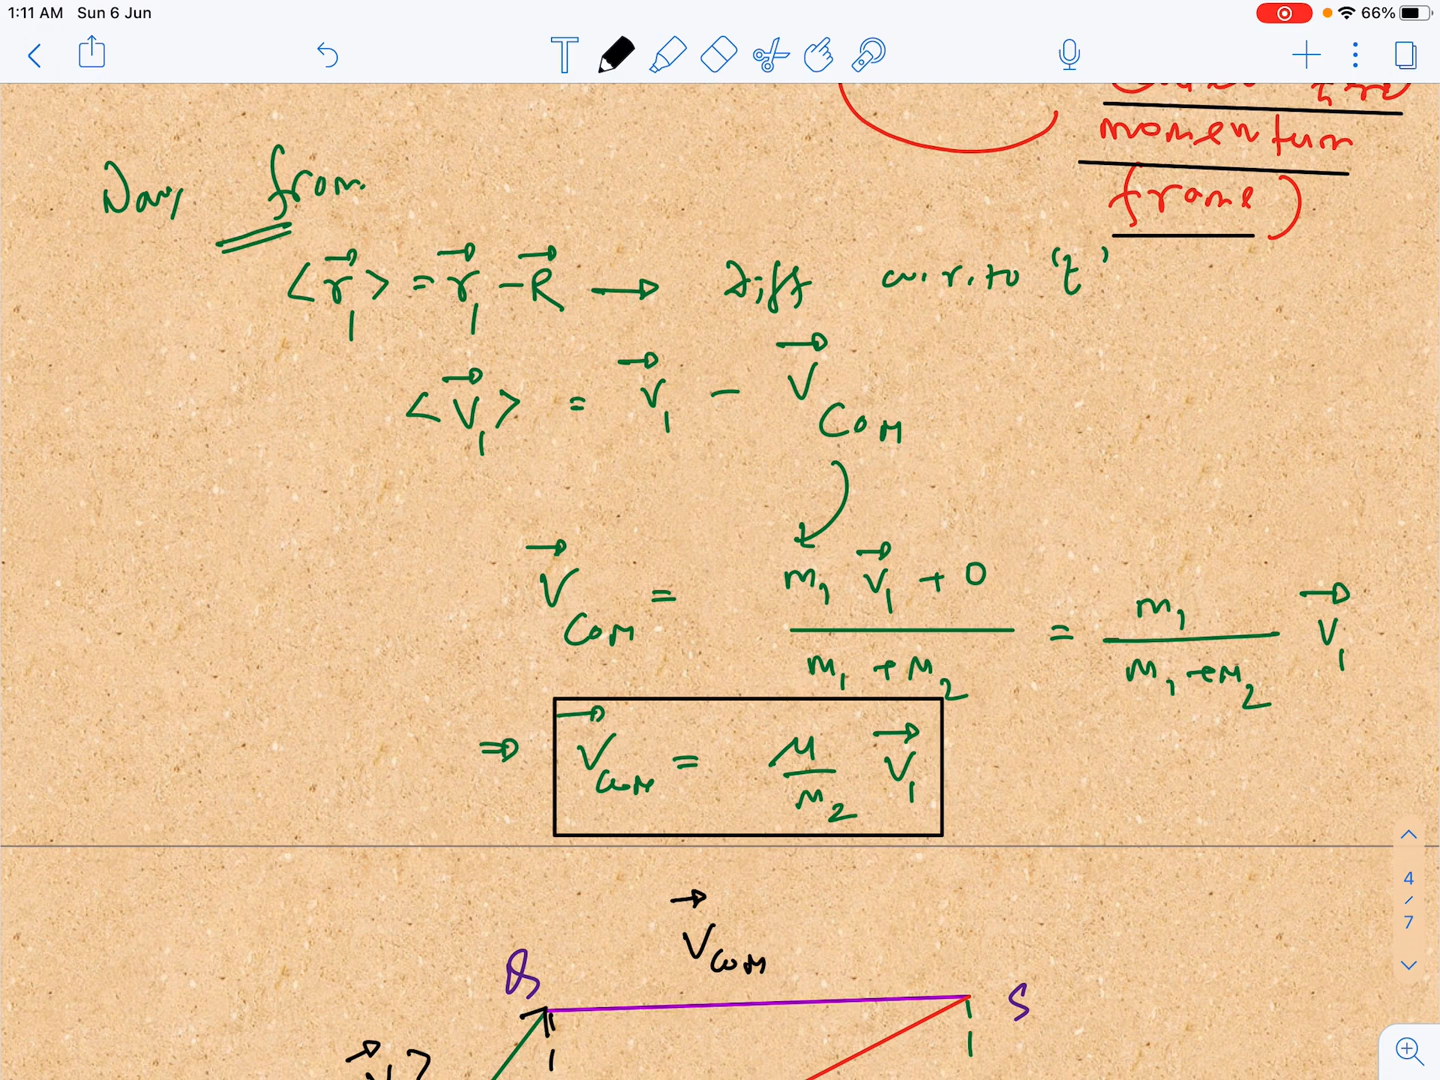 1:11 AM Sun 6 Jun 66%
momentum
frame)
Now, from
<r⃗₁> = r⃗₁ - R⃗ → diff w.r.to 't'
<v⃗₁> = v⃗₁ - V⃗ COM
V⃗ COM = (m₁ v⃗₁ + 0) / (m₁ + m₂) = m₁ / (m₁ + m₂) v⃗₁
⇒ V⃗ COM = μ / m₂ v⃗₁
4
/
7
V⃗ COM
S